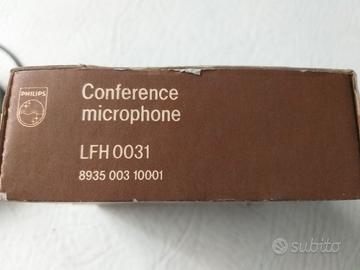 PHILIPS
Conference
microphone
LFH 0031
8935 003 10001
subito